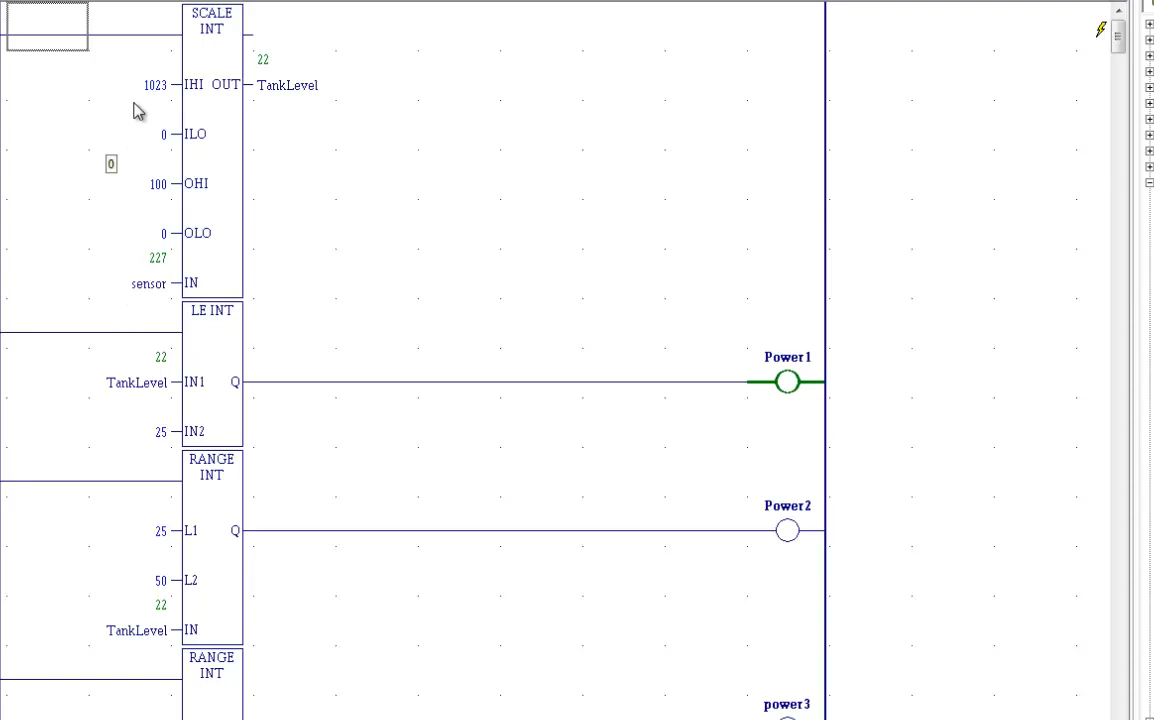 SCALE
INT
22
1023 IHI OUT TankLevel
0 ILO
0
100 OHI
0 OLO
227
sensor IN
LE INT
22
Power1
TankLevel IN1 Q
25 IN2
RANGE
INT
Power2
25 L1 Q
50 L2
22
TankLevel IN
RANGE
INT
power3